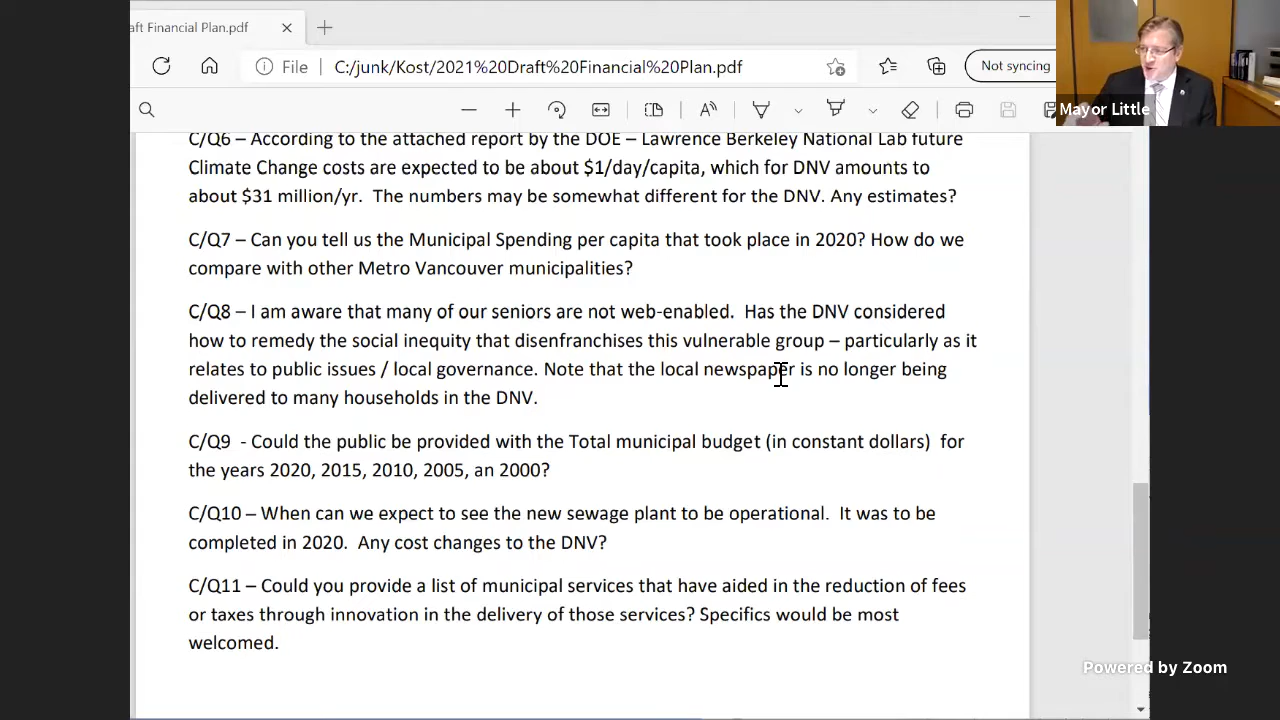 aft Financial Plan.pdf
File
C:/junk/Kost/2021%20Draft%20Financial%20Plan.pdf
Not syncing
Mayor Little
C/Q6 – According to the attached report by the DOE – Lawrence Berkeley National Lab future
Climate Change costs are expected to be about $1/day/capita, which for DNV amounts to
about $31 million/yr.  The numbers may be somewhat different for the DNV. Any estimates?
C/Q7 – Can you tell us the Municipal Spending per capita that took place in 2020? How do we
compare with other Metro Vancouver municipalities?
C/Q8 – I am aware that many of our seniors are not web-enabled.  Has the DNV considered
how to remedy the social inequity that disenfranchises this vulnerable group – particularly as it
relates to public issues / local governance. Note that the local newspaper is no longer being
delivered to many households in the DNV.
C/Q9  - Could the public be provided with the Total municipal budget (in constant dollars)  for
the years 2020, 2015, 2010, 2005, an 2000?
C/Q10 – When can we expect to see the new sewage plant to be operational.  It was to be
completed in 2020.  Any cost changes to the DNV?
C/Q11 – Could you provide a list of municipal services that have aided in the reduction of fees
or taxes through innovation in the delivery of those services? Specifics would be most
welcomed.
Powered by Zoom